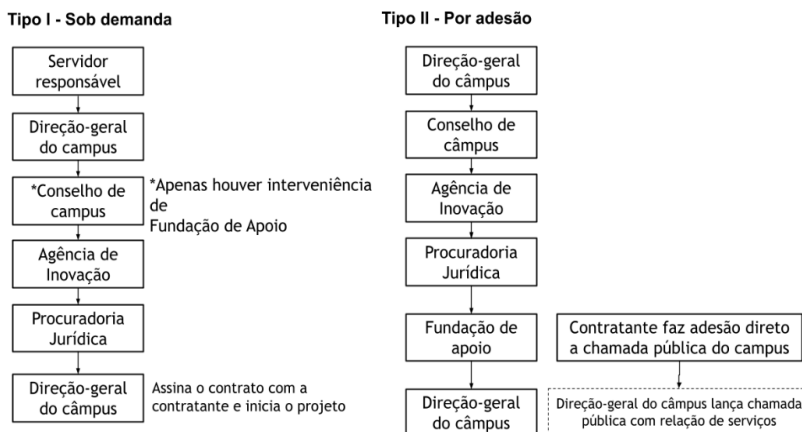 Tipo I - Sob demanda
Servidor
responsável
Direção-geral
do campus
*Conselho de
campus
*Apenas houver interveniência
de
Fundação de Apoio
Agência de
Inovação
Procuradoria
Jurídica
Direção-geral
do câmpus
Assina o contrato com a
contratante e inicia o projeto
Tipo II - Por adesão
Direção-geral
do câmpus
Conselho de
câmpus
Agência de
Inovação
Procuradoria
Jurídica
Fundação de
apoio
Direção-geral
do câmpus
Contratante faz adesão direto
a chamada pública do campus
Direção-geral do câmpus lança chamada
pública com relação de serviços